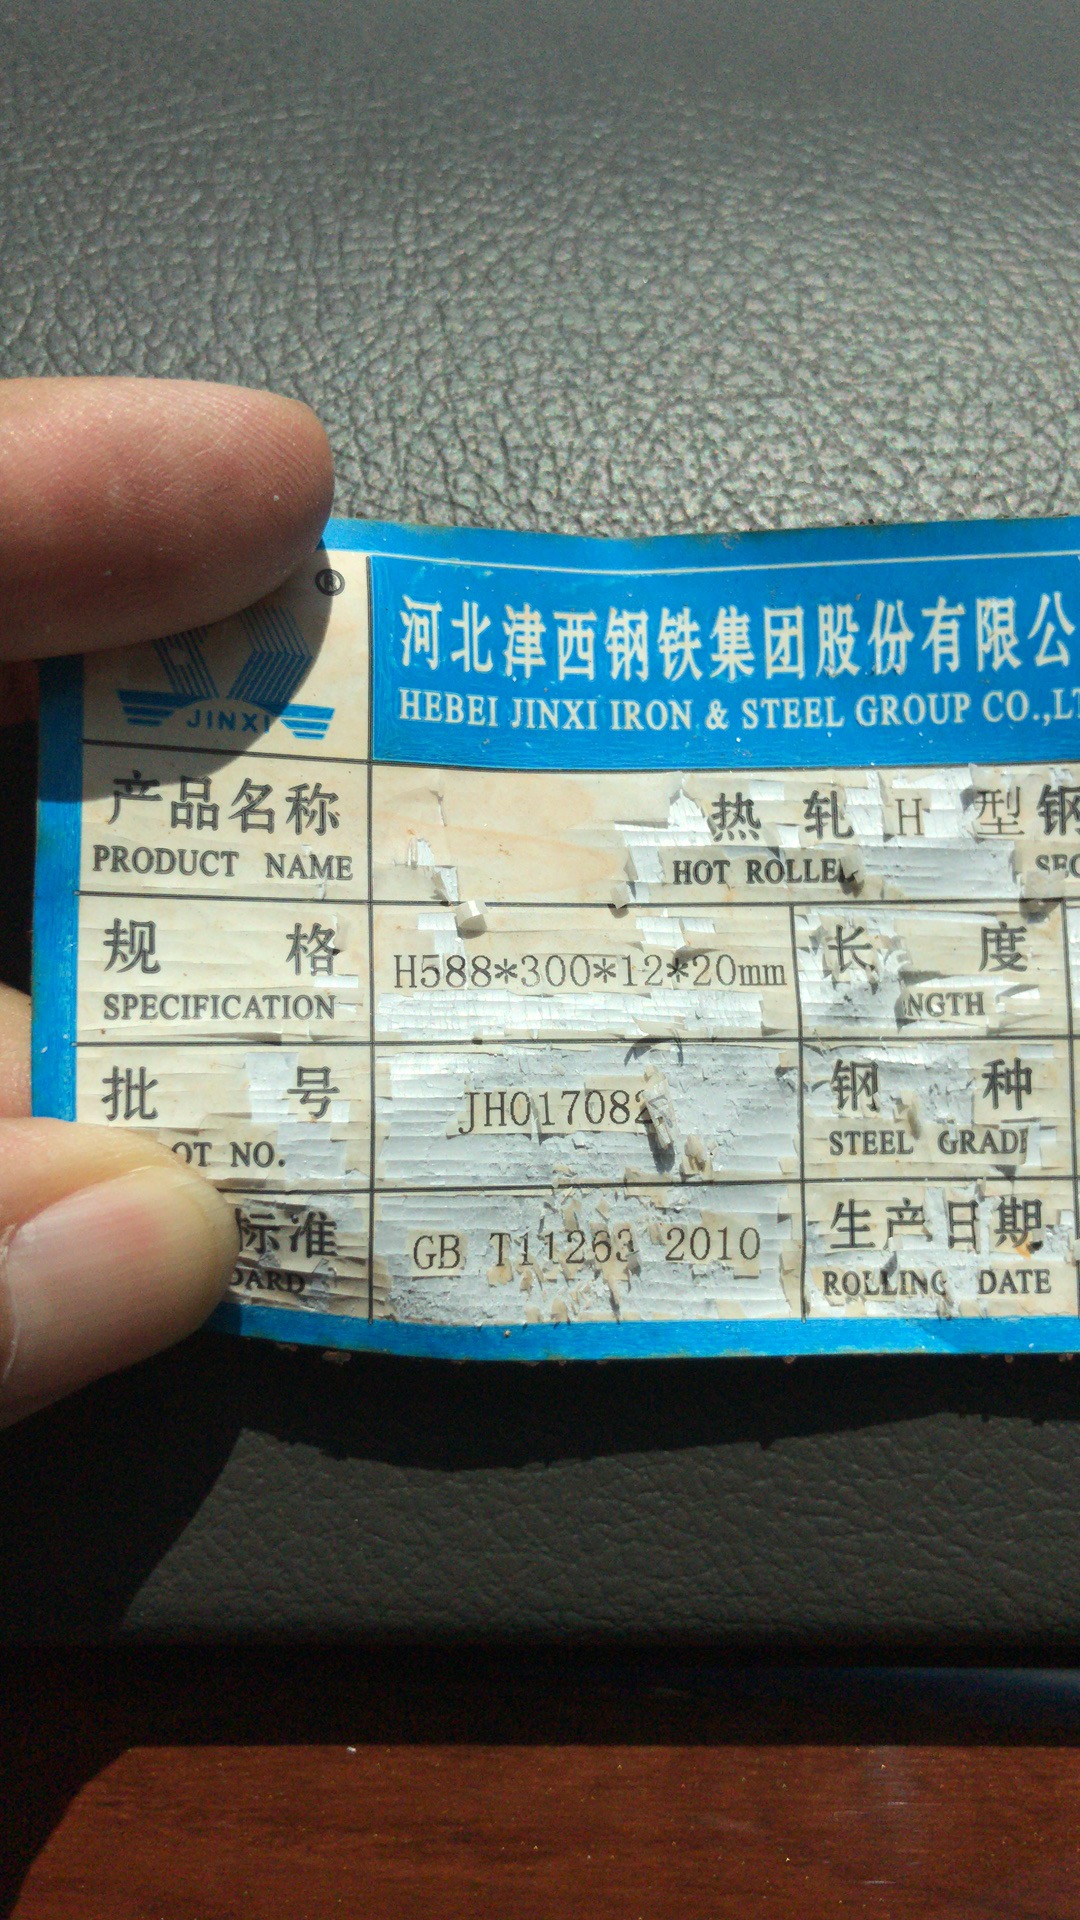 ®
JINXI
河北津西钢铁集团股份有限公
HEBEI JINXI IRON & STEEL GROUP CO.,LT
产品名称
PRODUCT NAME
热 轧 H 型 钢
HOT ROLLED SEC
规 格
SPECIFICATION
H588*300*12*20mm
长 度
NGTH
批 号
OT NO.
JH017082
钢 种
STEEL GRADE
标准
DARD
GB T11263 2010
生产日期
ROLLING DATE